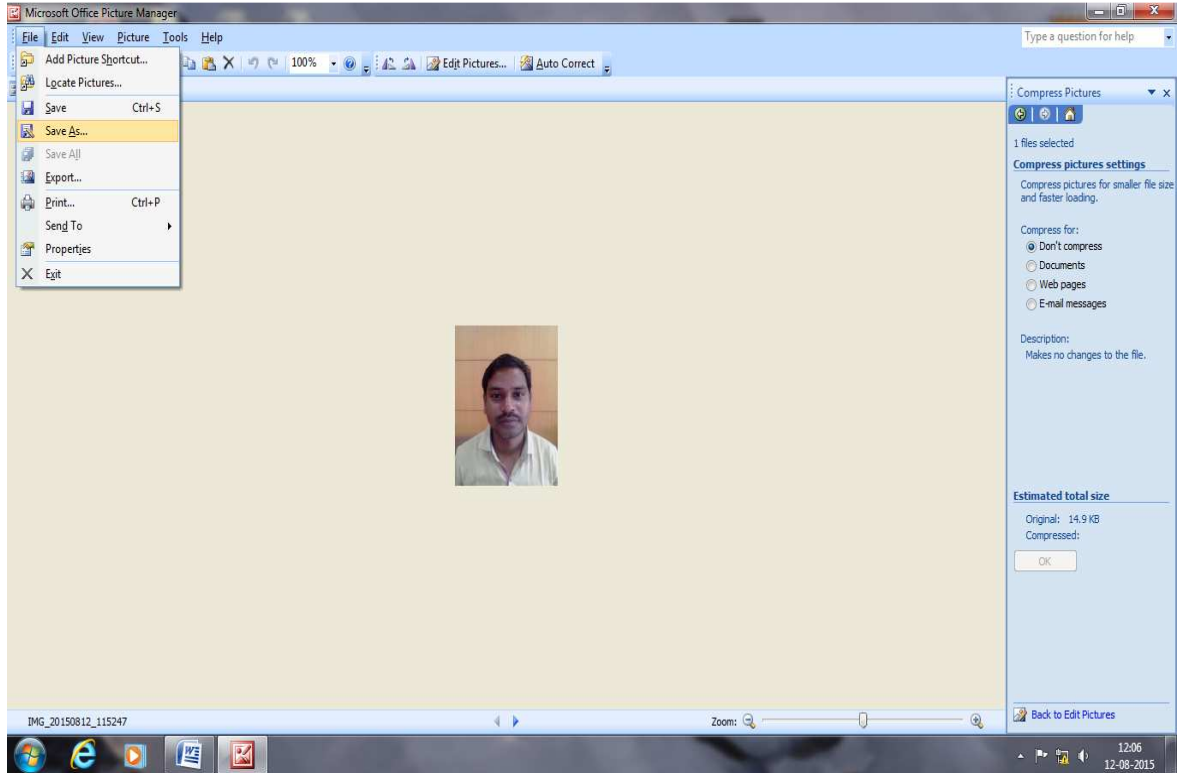 Microsoft Office Picture Manager
File Edit View Picture Tools Help
Type a question for help
100%
Edit Pictures...
Auto Correct
Add Picture Shortcut...
Locate Pictures...
Save Ctrl+S
Save As...
Save All
Export...
Print... Ctrl+P
Send To
Properties
Exit
Compress Pictures
1 files selected
Compress pictures settings
Compress pictures for smaller file size
and faster loading.
Compress for:
Don't compress
Documents
Web pages
E-mail messages
Description:
Makes no changes to the file.
Estimated total size
Original: 14.9 KB
Compressed:
OK
Back to Edit Pictures
IMG_20150812_115247
Zoom:
12:06
12-08-2015